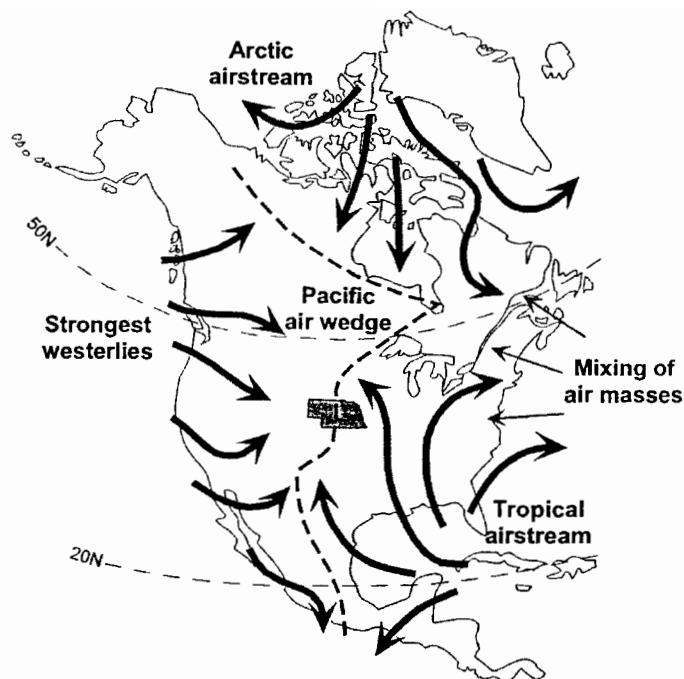 Arctic
airstream
50N
Pacific
air wedge
Strongest
westerlies
Mixing of
air masses
Tropical
airstream
20N